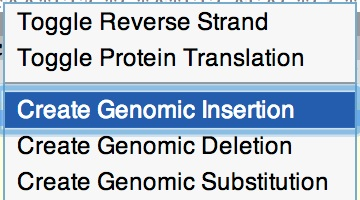 Toggle Reverse Strand
Toggle Protein Translation
Create Genomic Insertion
Create Genomic Deletion
Create Genomic Substitution